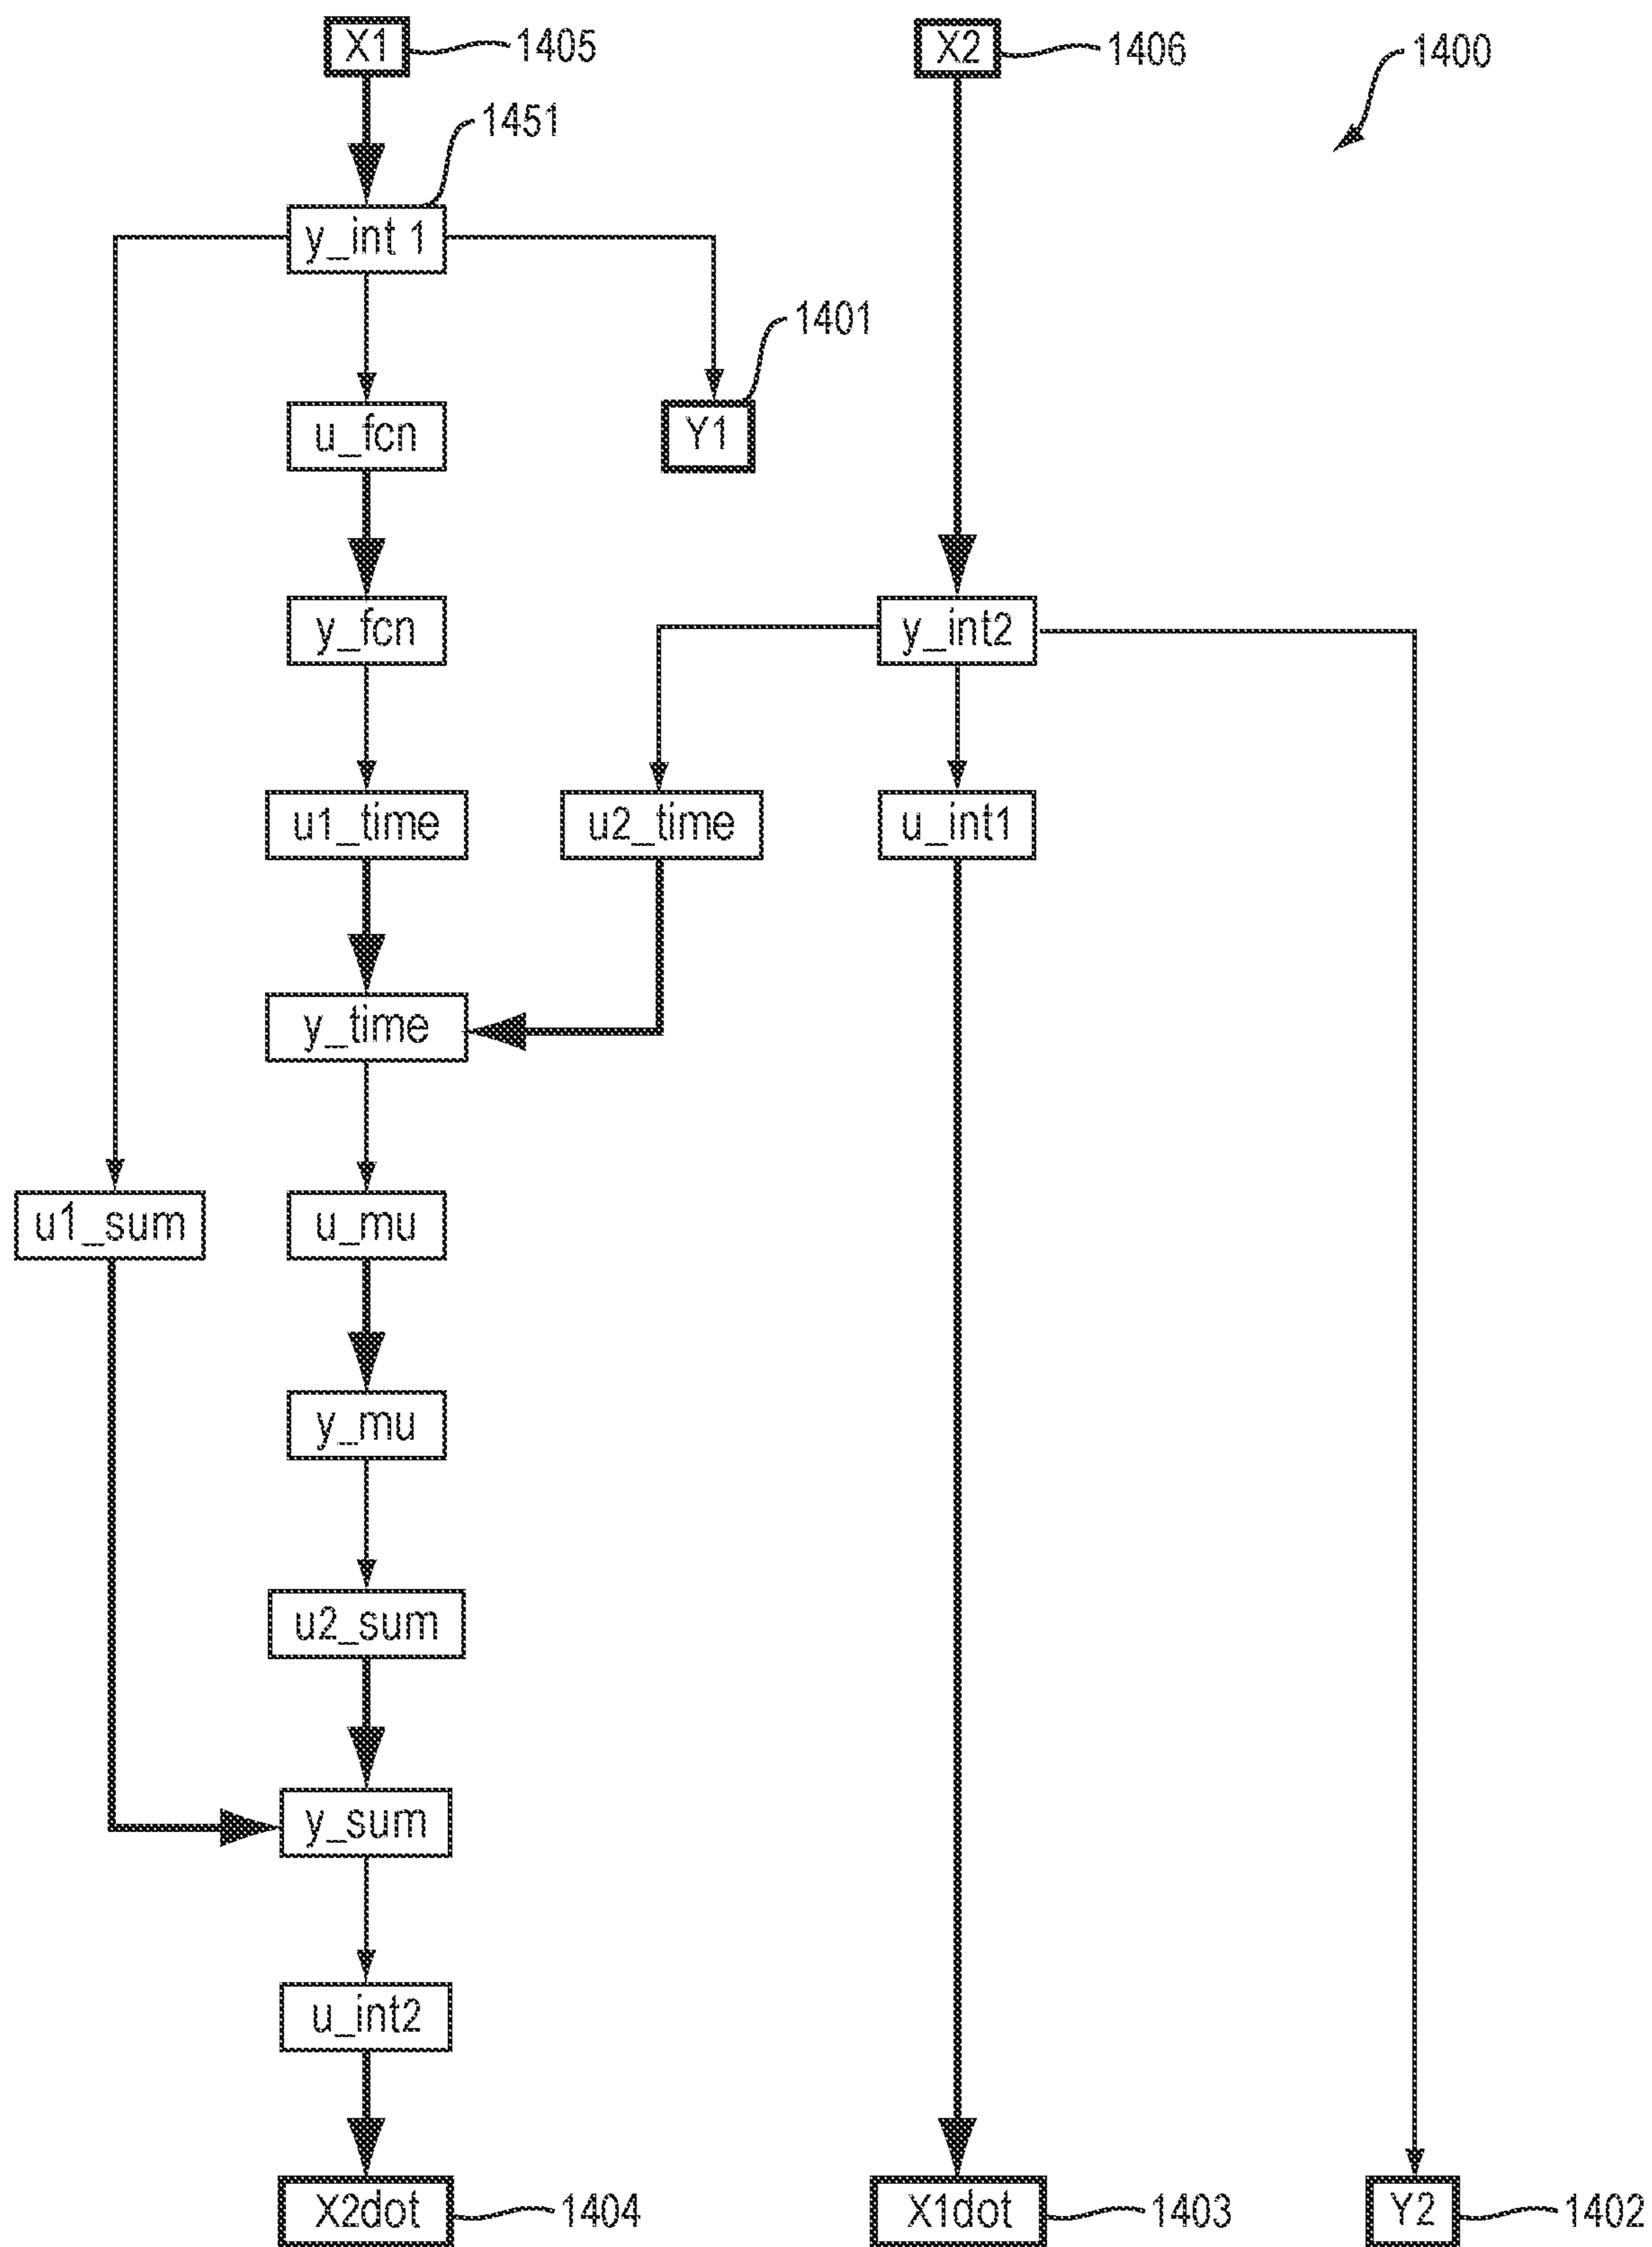 X1 1405 X2 1406 1400
1451
y_int 1
1401
u_fcn Y1
y_fcn y_int2
u1_time u2_time u_int1
y_time
u1_sum u_mu
y_mu
u2_sum
y_sum
u_int2
X2dot 1404 X1dot 1403 Y2 1402